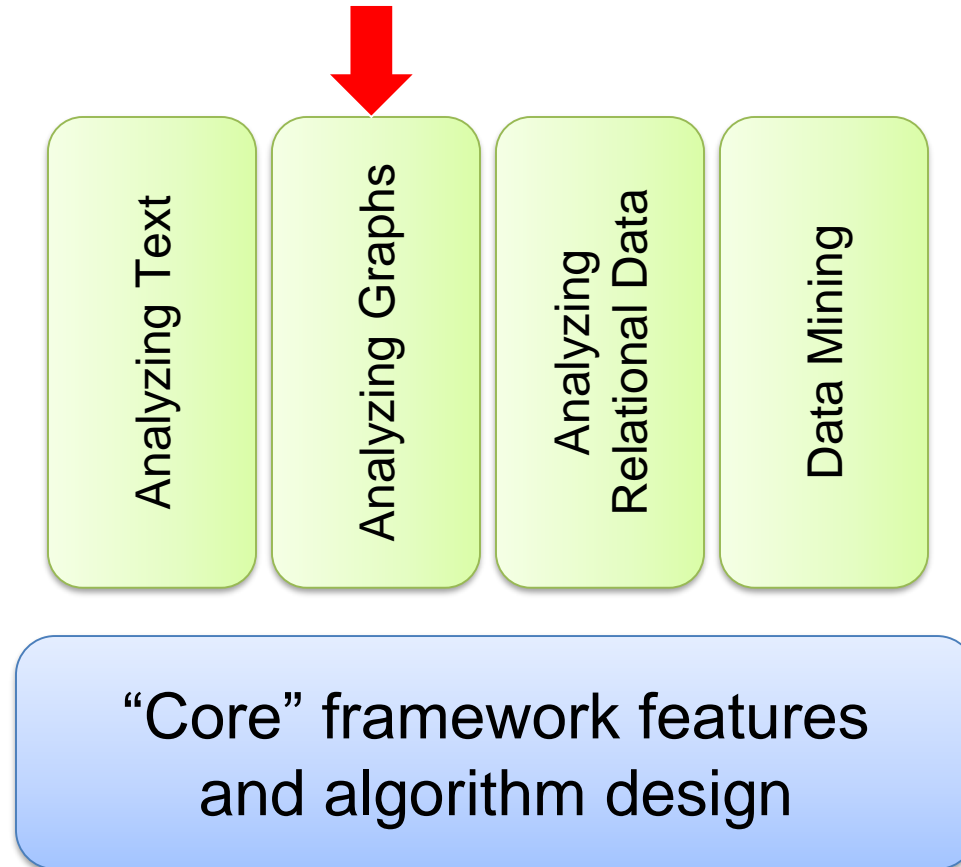 Analyzing Text
Analyzing Graphs
Analyzing
Relational Data
Data Mining
“Core” framework features
and algorithm design